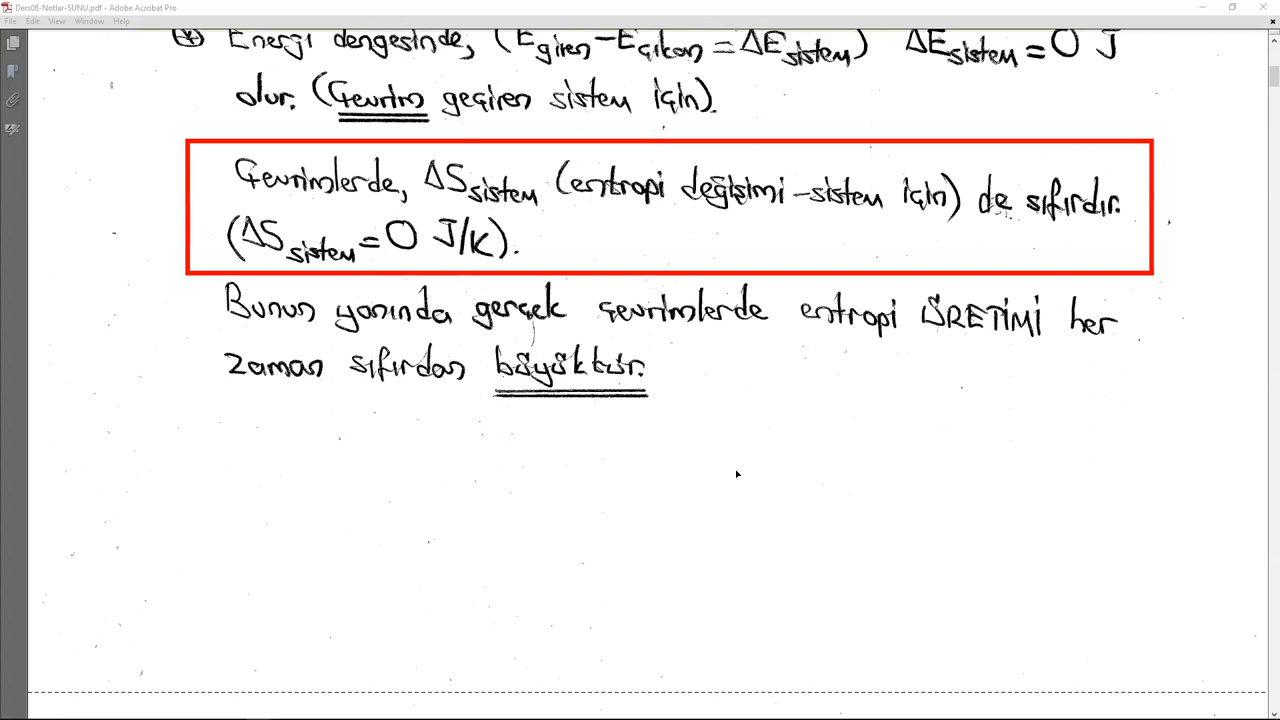 Ders08-Notlar-SUNU.pdf - Adobe Acrobat Pro
File Edit View Window Help
Energi dengesinde, (Egiren - Eçıkan = ΔEsistem) ΔEsistem = 0 J
olur. (Çevrim geçiren sistem için).
Çevrimlerde, ΔSsistem (entropi değişimi - sistem için) de sıfırdır.
(ΔSsistem = 0 J/K).
Bunun yanında gerçek çevrimlerde entropi ÜRETİMİ her
zaman sıfırdan büyüktür.